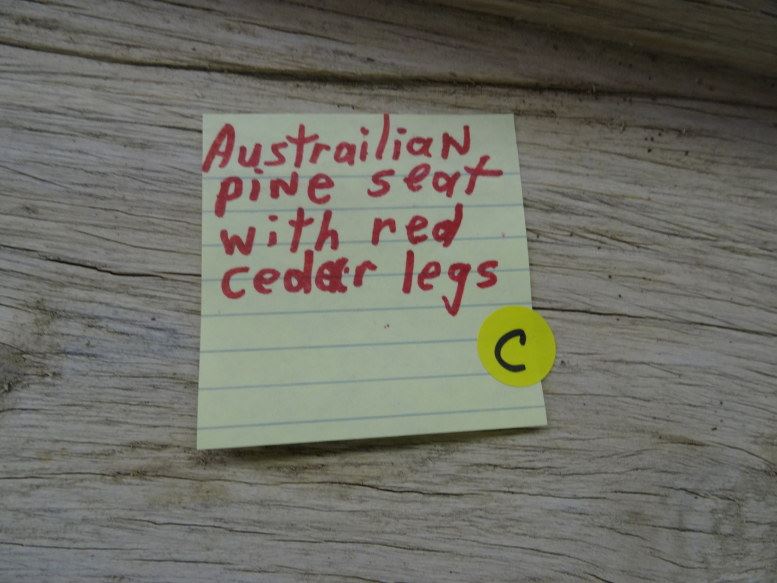 Austrailian
pine seat
with red
cedar legs
C